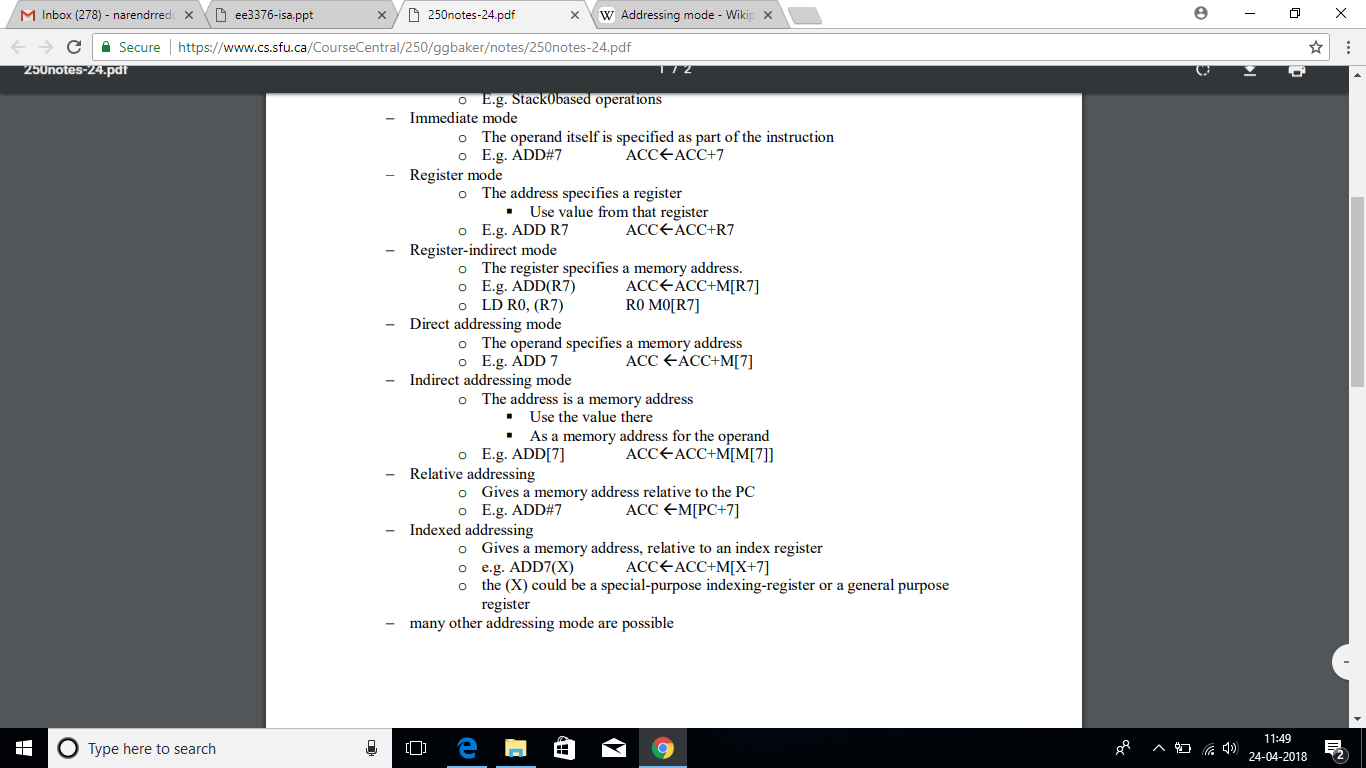 Inbox (278) - narendrred
ee3376-isa.ppt
250notes-24.pdf
Addressing mode - Wikip
Secure
https://www.cs.sfu.ca/CourseCentral/250/ggbaker/notes/250notes-24.pdf
250notes-24.pdf
1 / 2
o E.g. Stack0based operations
– Immediate mode
o The operand itself is specified as part of the instruction
o E.g. ADD#7 ACC←ACC+7
– Register mode
o The address specifies a register
▪ Use value from that register
o E.g. ADD R7 ACC←ACC+R7
– Register-indirect mode
o The register specifies a memory address.
o E.g. ADD(R7) ACC←ACC+M[R7]
o LD R0, (R7) R0 M0[R7]
– Direct addressing mode
o The operand specifies a memory address
o E.g. ADD 7 ACC ←ACC+M[7]
– Indirect addressing mode
o The address is a memory address
▪ Use the value there
▪ As a memory address for the operand
o E.g. ADD[7] ACC←ACC+M[M[7]]
– Relative addressing
o Gives a memory address relative to the PC
o E.g. ADD#7 ACC ←M[PC+7]
– Indexed addressing
o Gives a memory address, relative to an index register
o e.g. ADD7(X) ACC←ACC+M[X+7]
o the (X) could be a special-purpose indexing-register or a general purpose
register
– many other addressing mode are possible
Type here to search
11:49
24-04-2018
2